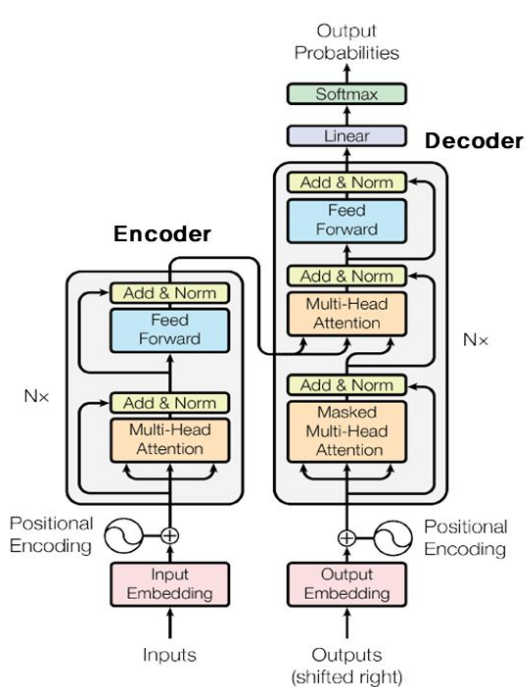 Output
Probabilities
Softmax
Linear
Decoder
Add & Norm
Feed
Forward
Add & Norm
Multi-Head
Attention
Add & Norm
Masked
Multi-Head
Attention
N×
Encoder
Add & Norm
Feed
Forward
Add & Norm
Multi-Head
Attention
N×
Positional
Encoding
Positional
Encoding
Input
Embedding
Output
Embedding
Inputs
Outputs
(shifted right)